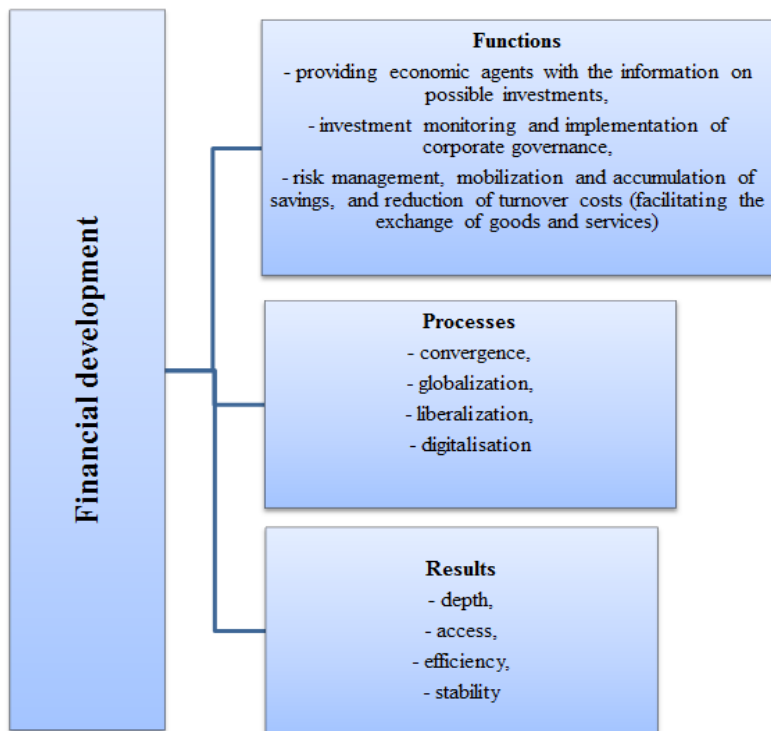 Financial development
Functions
- providing economic agents with the information on
possible investments,
- investment monitoring and implementation of
corporate governance,
- risk management, mobilization and accumulation of
savings, and reduction of turnover costs (facilitating the
exchange of goods and services)
Processes
- convergence,
- globalization,
- liberalization,
- digitalisation
Results
- depth,
- access,
- efficiency,
- stability